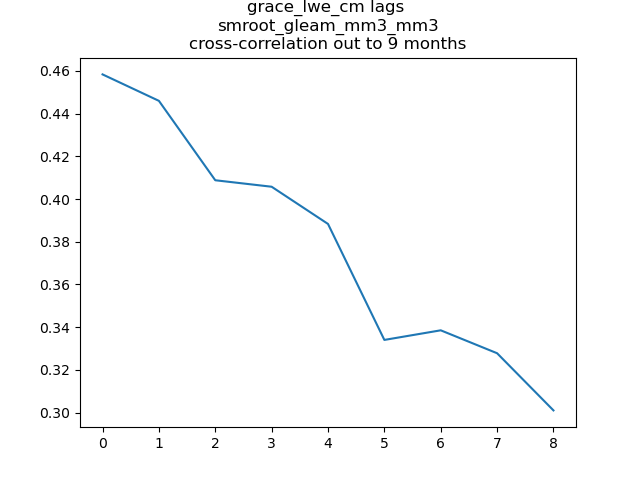 grace_lwe_cm lags
smroot_gleam_mm3_mm3
cross-correlation out to 9 months
0.46
0.44
0.42
0.40
0.38
0.36
0.34
0.32
0.30
0 1 2 3 4 5 6 7 8